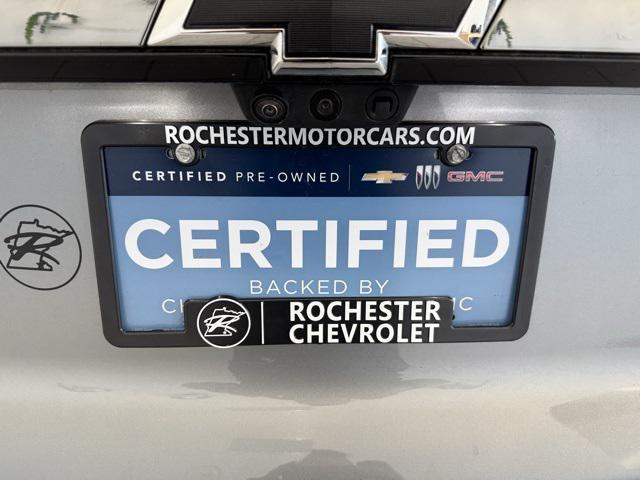 ROCHESTERMOTORCARS.COM
CERTIFIED PRE-OWNED GMC
CERTIFIED
BACKED BY
ROCHESTER
CHEVROLET